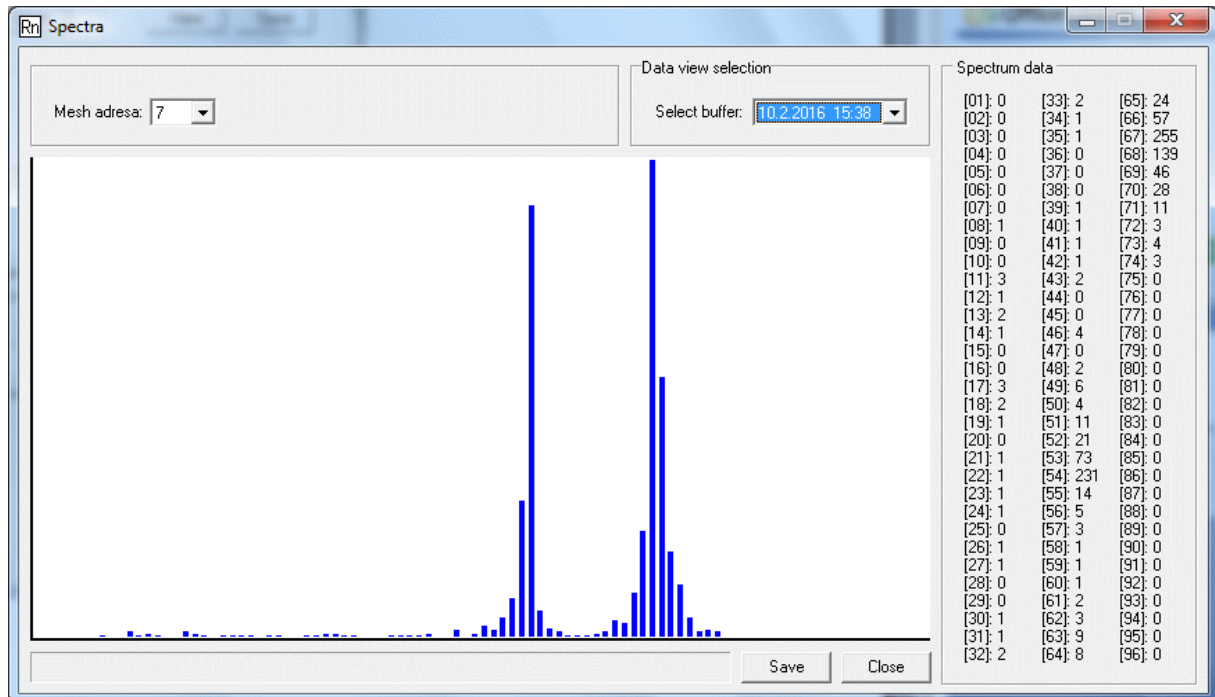 Rn Spectra
Data view selection
Spectrum data
Mesh adresa: 7
Select buffer: 10.2.2016 15:38
[01]: 0 [33]: 2 [65]: 24
[02]: 0 [34]: 1 [66]: 57
[03]: 0 [35]: 1 [67]: 255
[04]: 0 [36]: 0 [68]: 139
[05]: 0 [37]: 0 [69]: 46
[06]: 0 [38]: 0 [70]: 28
[07]: 0 [39]: 1 [71]: 11
[08]: 1 [40]: 1 [72]: 3
[09]: 0 [41]: 1 [73]: 4
[10]: 0 [42]: 1 [74]: 3
[11]: 3 [43]: 2 [75]: 0
[12]: 1 [44]: 0 [76]: 0
[13]: 2 [45]: 0 [77]: 0
[14]: 1 [46]: 4 [78]: 0
[15]: 0 [47]: 0 [79]: 0
[16]: 0 [48]: 2 [80]: 0
[17]: 3 [49]: 6 [81]: 0
[18]: 2 [50]: 4 [82]: 0
[19]: 1 [51]: 11 [83]: 0
[20]: 0 [52]: 21 [84]: 0
[21]: 1 [53]: 73 [85]: 0
[22]: 1 [54]: 231 [86]: 0
[23]: 1 [55]: 14 [87]: 0
[24]: 1 [56]: 5 [88]: 0
[25]: 0 [57]: 3 [89]: 0
[26]: 1 [58]: 1 [90]: 0
[27]: 1 [59]: 1 [91]: 0
[28]: 0 [60]: 1 [92]: 0
[29]: 0 [61]: 2 [93]: 0
[30]: 1 [62]: 3 [94]: 0
[31]: 1 [63]: 9 [95]: 0
[32]: 2 [64]: 8 [96]: 0
Save Close